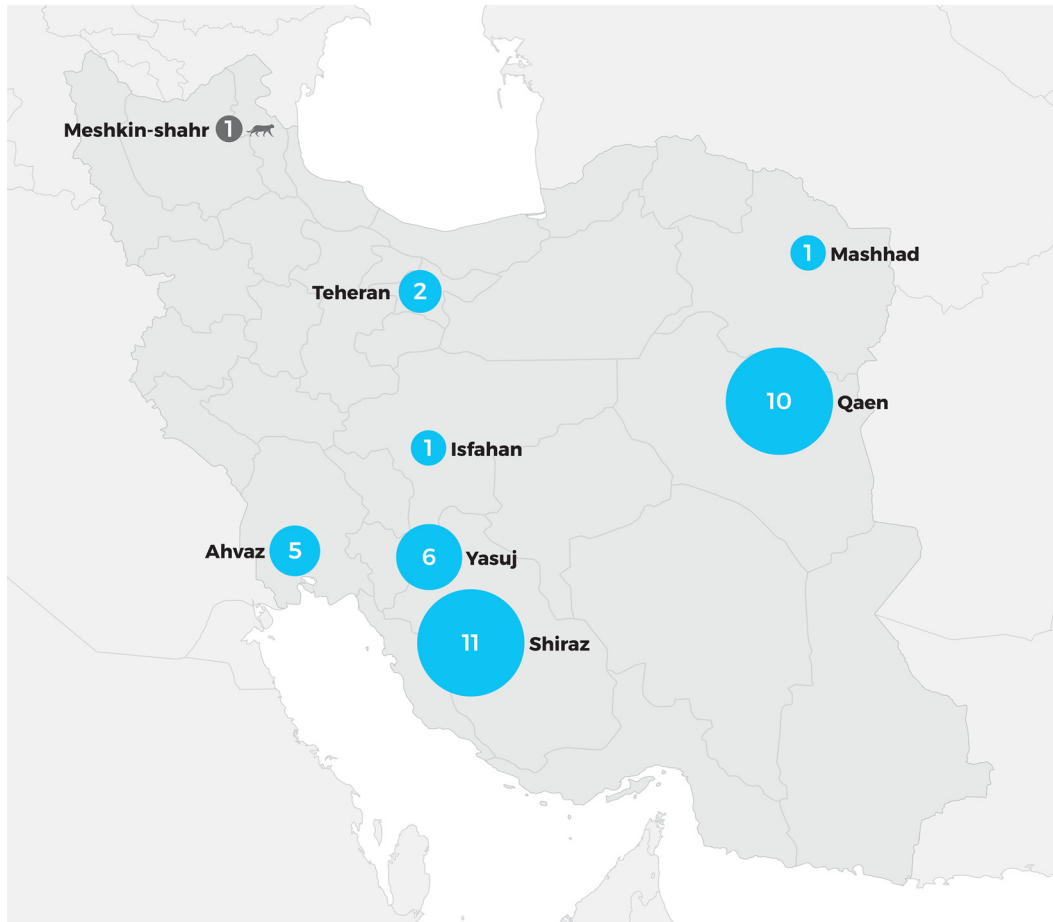 Meshkin-shahr 1
1 Mashhad
Teheran 2
10 Qaen
1 Isfahan
Ahvaz 5
6 Yasuj
11 Shiraz